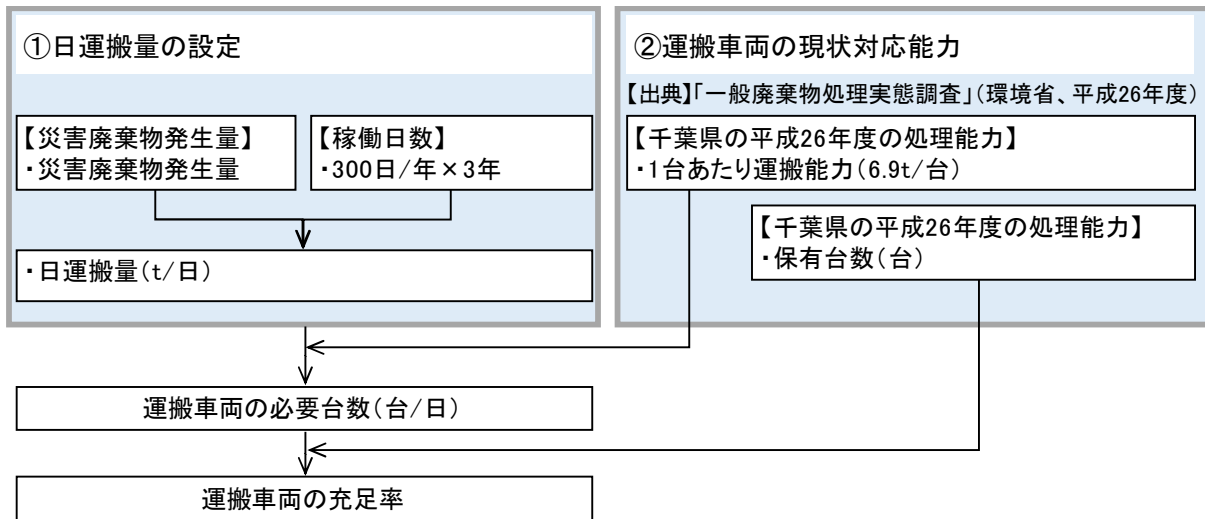 ①日運搬量の設定
【災害廃棄物発生量】
・災害廃棄物発生量
【稼働日数】
・300日/年×3年
・日運搬量(t/日)
②運搬車両の現状対応能力
【出典】「一般廃棄物処理実態調査」(環境省、平成26年度)
【千葉県の平成26年度の処理能力】
・1台あたり運搬能力(6.9t/台)
【千葉県の平成26年度の処理能力】
・保有台数(台)
運搬車両の必要台数(台/日)
運搬車両の充足率